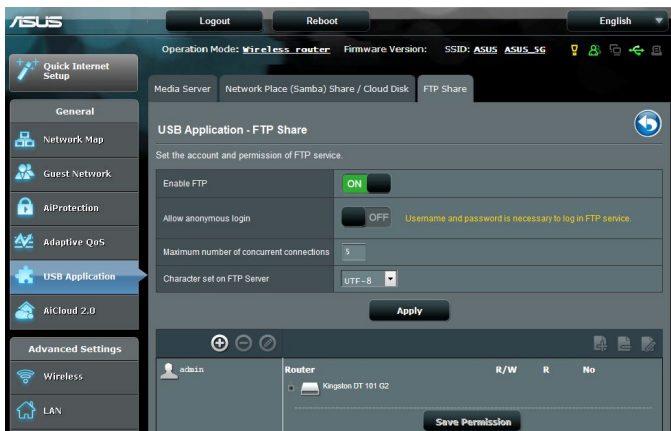 ASUS
Logout Reboot English
Operation Mode: Wireless router Firmware Version: SSID: ASUS ASUS_5G
Quick Internet
Setup
General
Network Map
Guest Network
AiProtection
Adaptive QoS
USB Application
AiCloud 2.0
Advanced Settings
Wireless
LAN
Media Server Network Place (Samba) Share / Cloud Disk FTP Share
USB Application - FTP Share
Set the account and permission of FTP service.
Enable FTP ON
Allow anonymous login OFF Username and password is necessary to log in FTP service.
Maximum number of concurrent connections 5
Character set on FTP Server UTF-8
Apply
admin
Router R/W R No
Kingston DT 101 G2
Save Permission